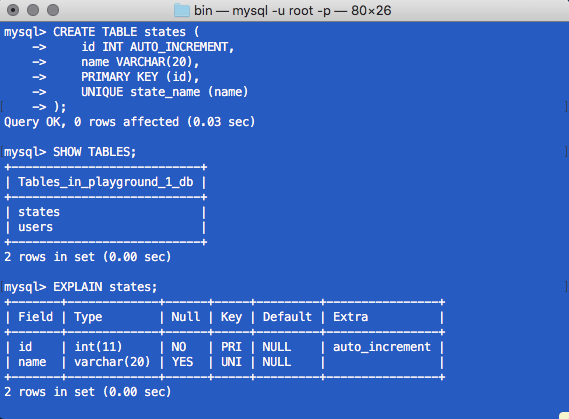 bin — mysql -u root -p — 80×26
mysql> CREATE TABLE states (
    ->     id INT AUTO_INCREMENT,
    ->     name VARCHAR(20),
    ->     PRIMARY KEY (id),
    ->     UNIQUE state_name (name)
    -> );
Query OK, 0 rows affected (0.03 sec)

mysql> SHOW TABLES;
+---------------------------+
| Tables_in_playground_1_db |
+---------------------------+
| states                    |
| users                     |
+---------------------------+
2 rows in set (0.00 sec)

mysql> EXPLAIN states;
+-------+-------------+------+-----+---------+----------------+
| Field | Type        | Null | Key | Default | Extra          |
+-------+-------------+------+-----+---------+----------------+
| id    | int(11)     | NO   | PRI | NULL    | auto_increment |
| name  | varchar(20) | YES  | UNI | NULL    |                |
+-------+-------------+------+-----+---------+----------------+
2 rows in set (0.00 sec)